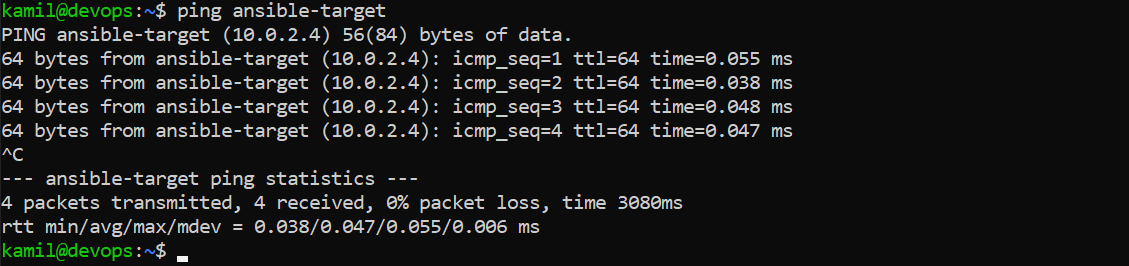 kamil@devops:~$ ping ansible-target
PING ansible-target (10.0.2.4) 56(84) bytes of data.
64 bytes from ansible-target (10.0.2.4): icmp_seq=1 ttl=64 time=0.055 ms
64 bytes from ansible-target (10.0.2.4): icmp_seq=2 ttl=64 time=0.038 ms
64 bytes from ansible-target (10.0.2.4): icmp_seq=3 ttl=64 time=0.048 ms
64 bytes from ansible-target (10.0.2.4): icmp_seq=4 ttl=64 time=0.047 ms
^C
--- ansible-target ping statistics ---
4 packets transmitted, 4 received, 0% packet loss, time 3080ms
rtt min/avg/max/mdev = 0.038/0.047/0.055/0.006 ms
kamil@devops:~$